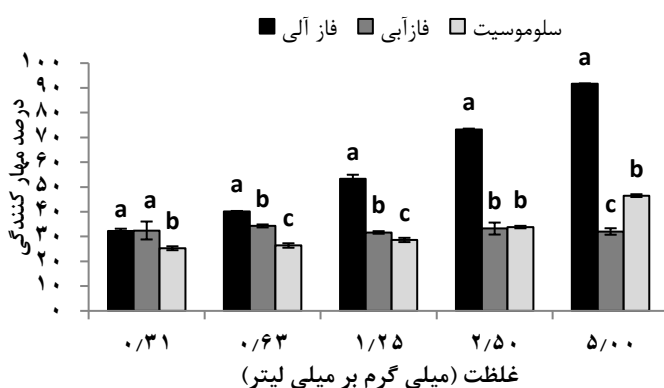 فاز آلی فازآبی سلوموسیت
درصد مهار کنندگی
۱۰۰
۹۰
۸۰
۷۰
۶۰
۵۰
۴۰
۳۰
۲۰
۱۰
۰
a a b
a b c
a b c
a b b
a c b
۰/۳۱ ۰/۶۳ ۱/۲۵ ۲/۵۰ ۵/۰۰
غلظت (میلی گرم بر میلی لیتر)